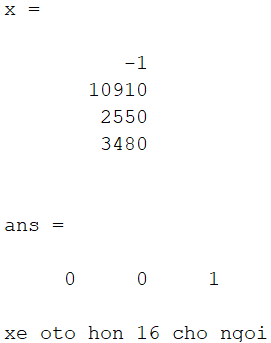 x =
-1
10910
2550
3480
ans =
0 0 1
xe oto hon 16 cho ngoi